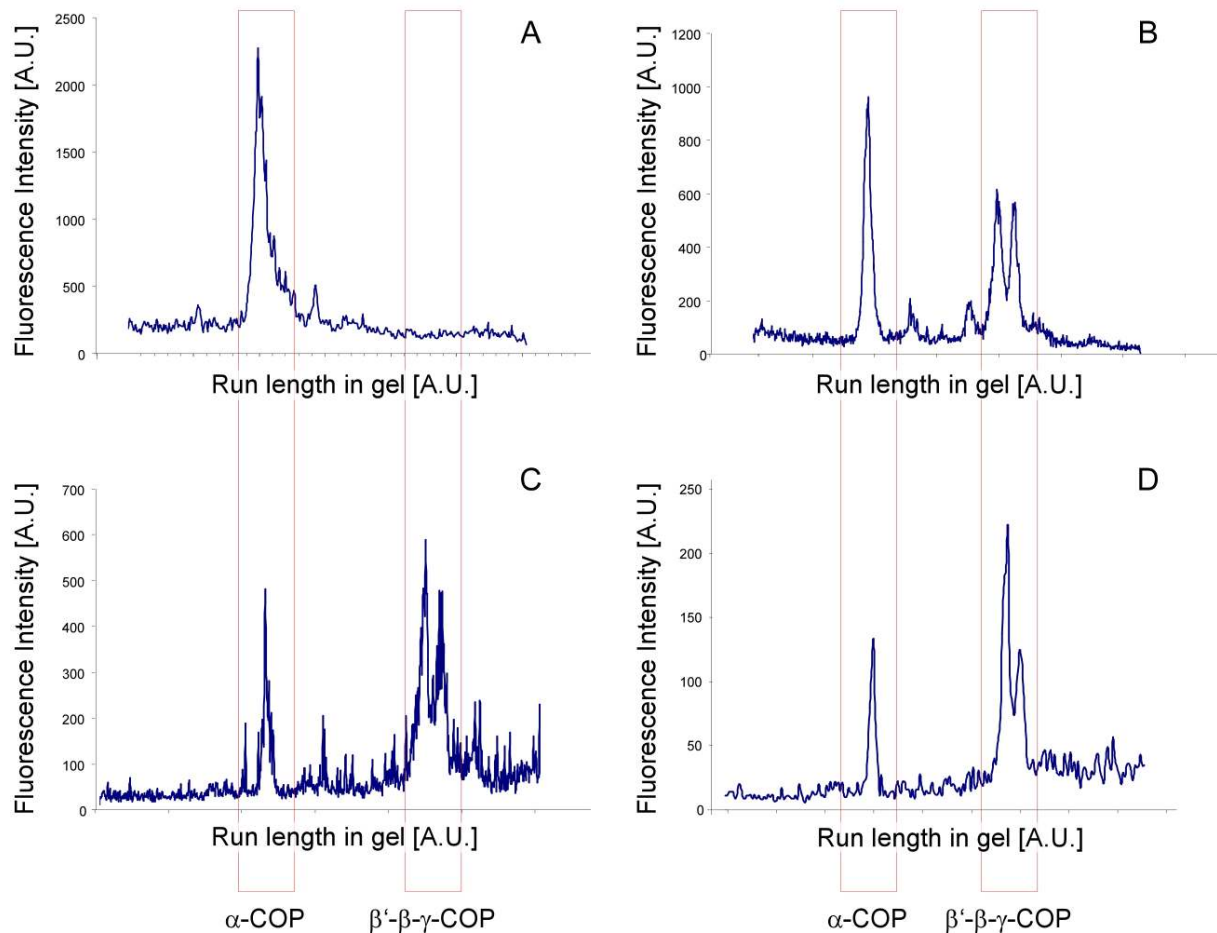 A
Fluorescence Intensity [A.U.]
2500
2000
1500
1000
500
0
Run length in gel [A.U.]
B
Fluorescence Intensity [A.U.]
1200
1000
800
600
400
200
0
Run length in gel [A.U.]
C
Fluorescence Intensity [A.U.]
700
600
500
400
300
200
100
0
Run length in gel [A.U.]
D
Fluorescence Intensity [A.U.]
250
200
150
100
50
0
Run length in gel [A.U.]
α-COP
β‘-β-γ-COP
α-COP
β‘-β-γ-COP